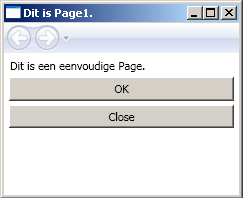 Dit is Page1.
Dit is een eenvoudige Page.
OK
Close